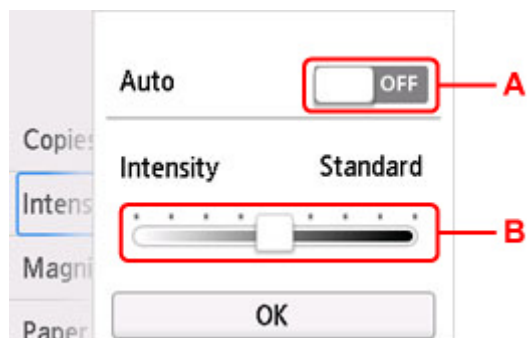 Auto
OFF
A
Copies
Intensity
Standard
Intens
B
Magni
OK
Paper